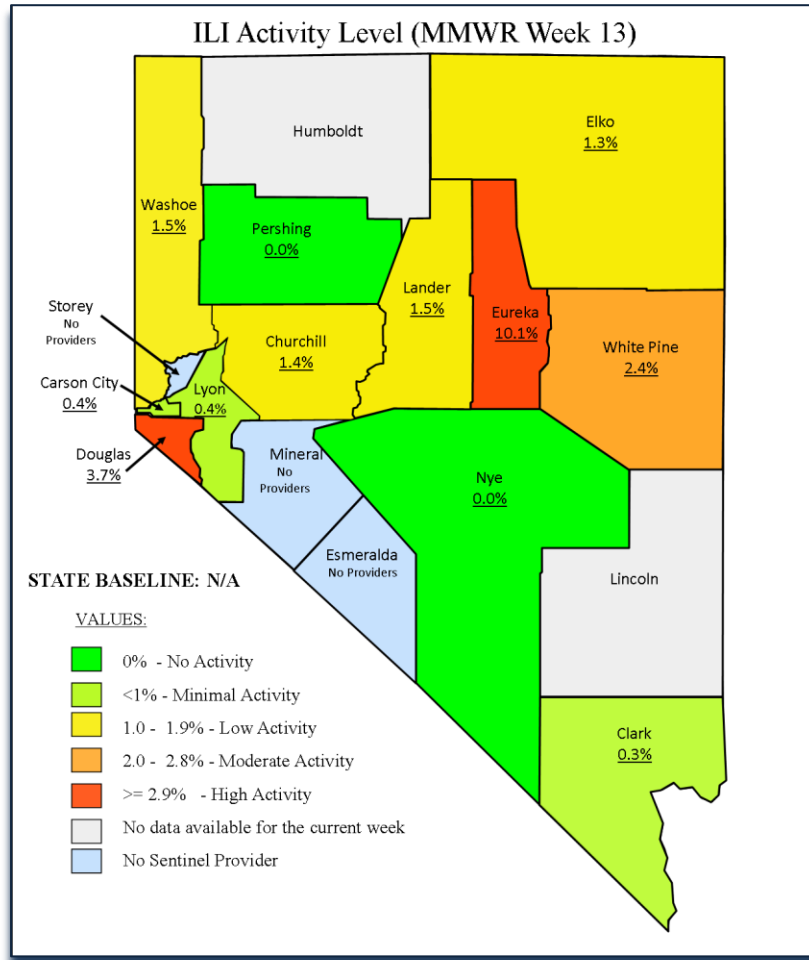 ILI Activity Level (MMWR Week 13)
Humboldt
Elko
1.3%
Washoe
1.5%
Pershing
0.0%
Lander
1.5%
Eureka
10.1%
Storey
No
Providers
Churchill
1.4%
White Pine
2.4%
Carson City
0.4%
Lyon
0.4%
Douglas
3.7%
Mineral
No
Providers
Nye
0.0%
Esmeralda
No Providers
Lincoln
STATE BASELINE: N/A
VALUES:
0% - No Activity
<1% - Minimal Activity
1.0 - 1.9% - Low Activity
2.0 - 2.8% - Moderate Activity
>= 2.9% - High Activity
No data available for the current week
No Sentinel Provider
Clark
0.3%